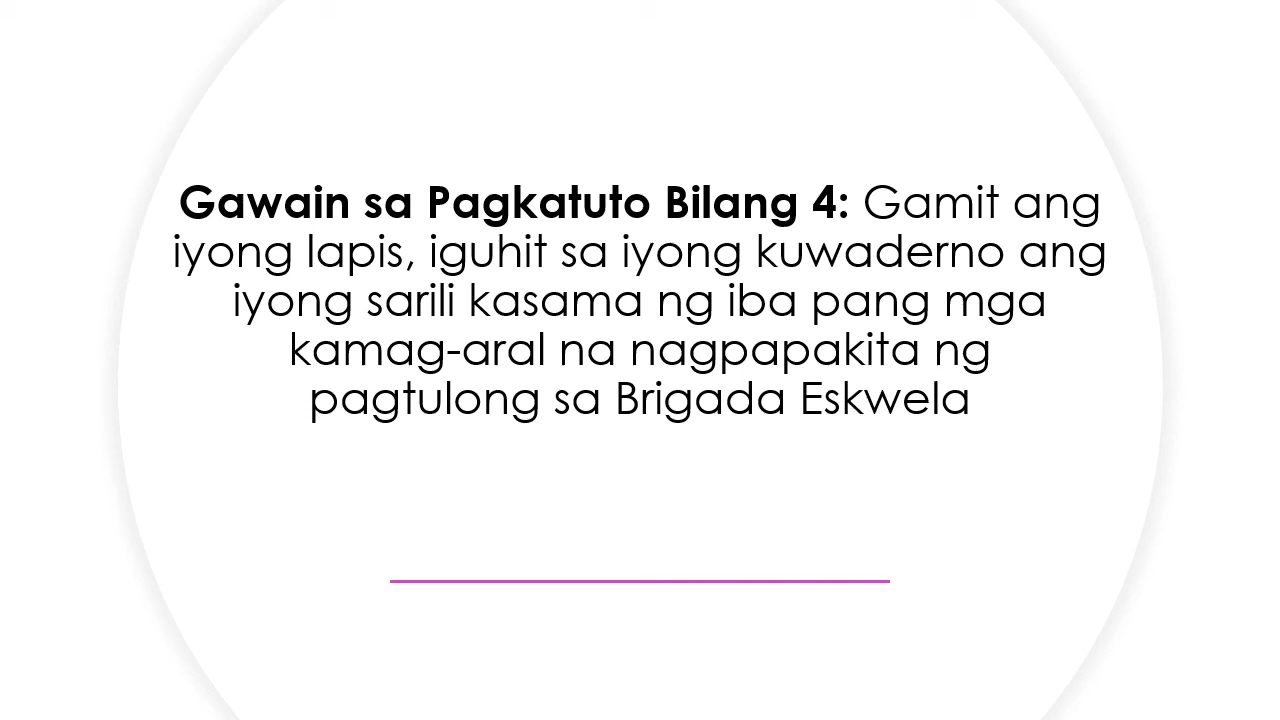 Gawain sa Pagkatuto Bilang 4: Gamit ang
iyong lapis, iguhit sa iyong kuwaderno ang
iyong sarili kasama ng iba pang mga
kamag-aral na nagpapakita ng
pagtulong sa Brigada Eskwela